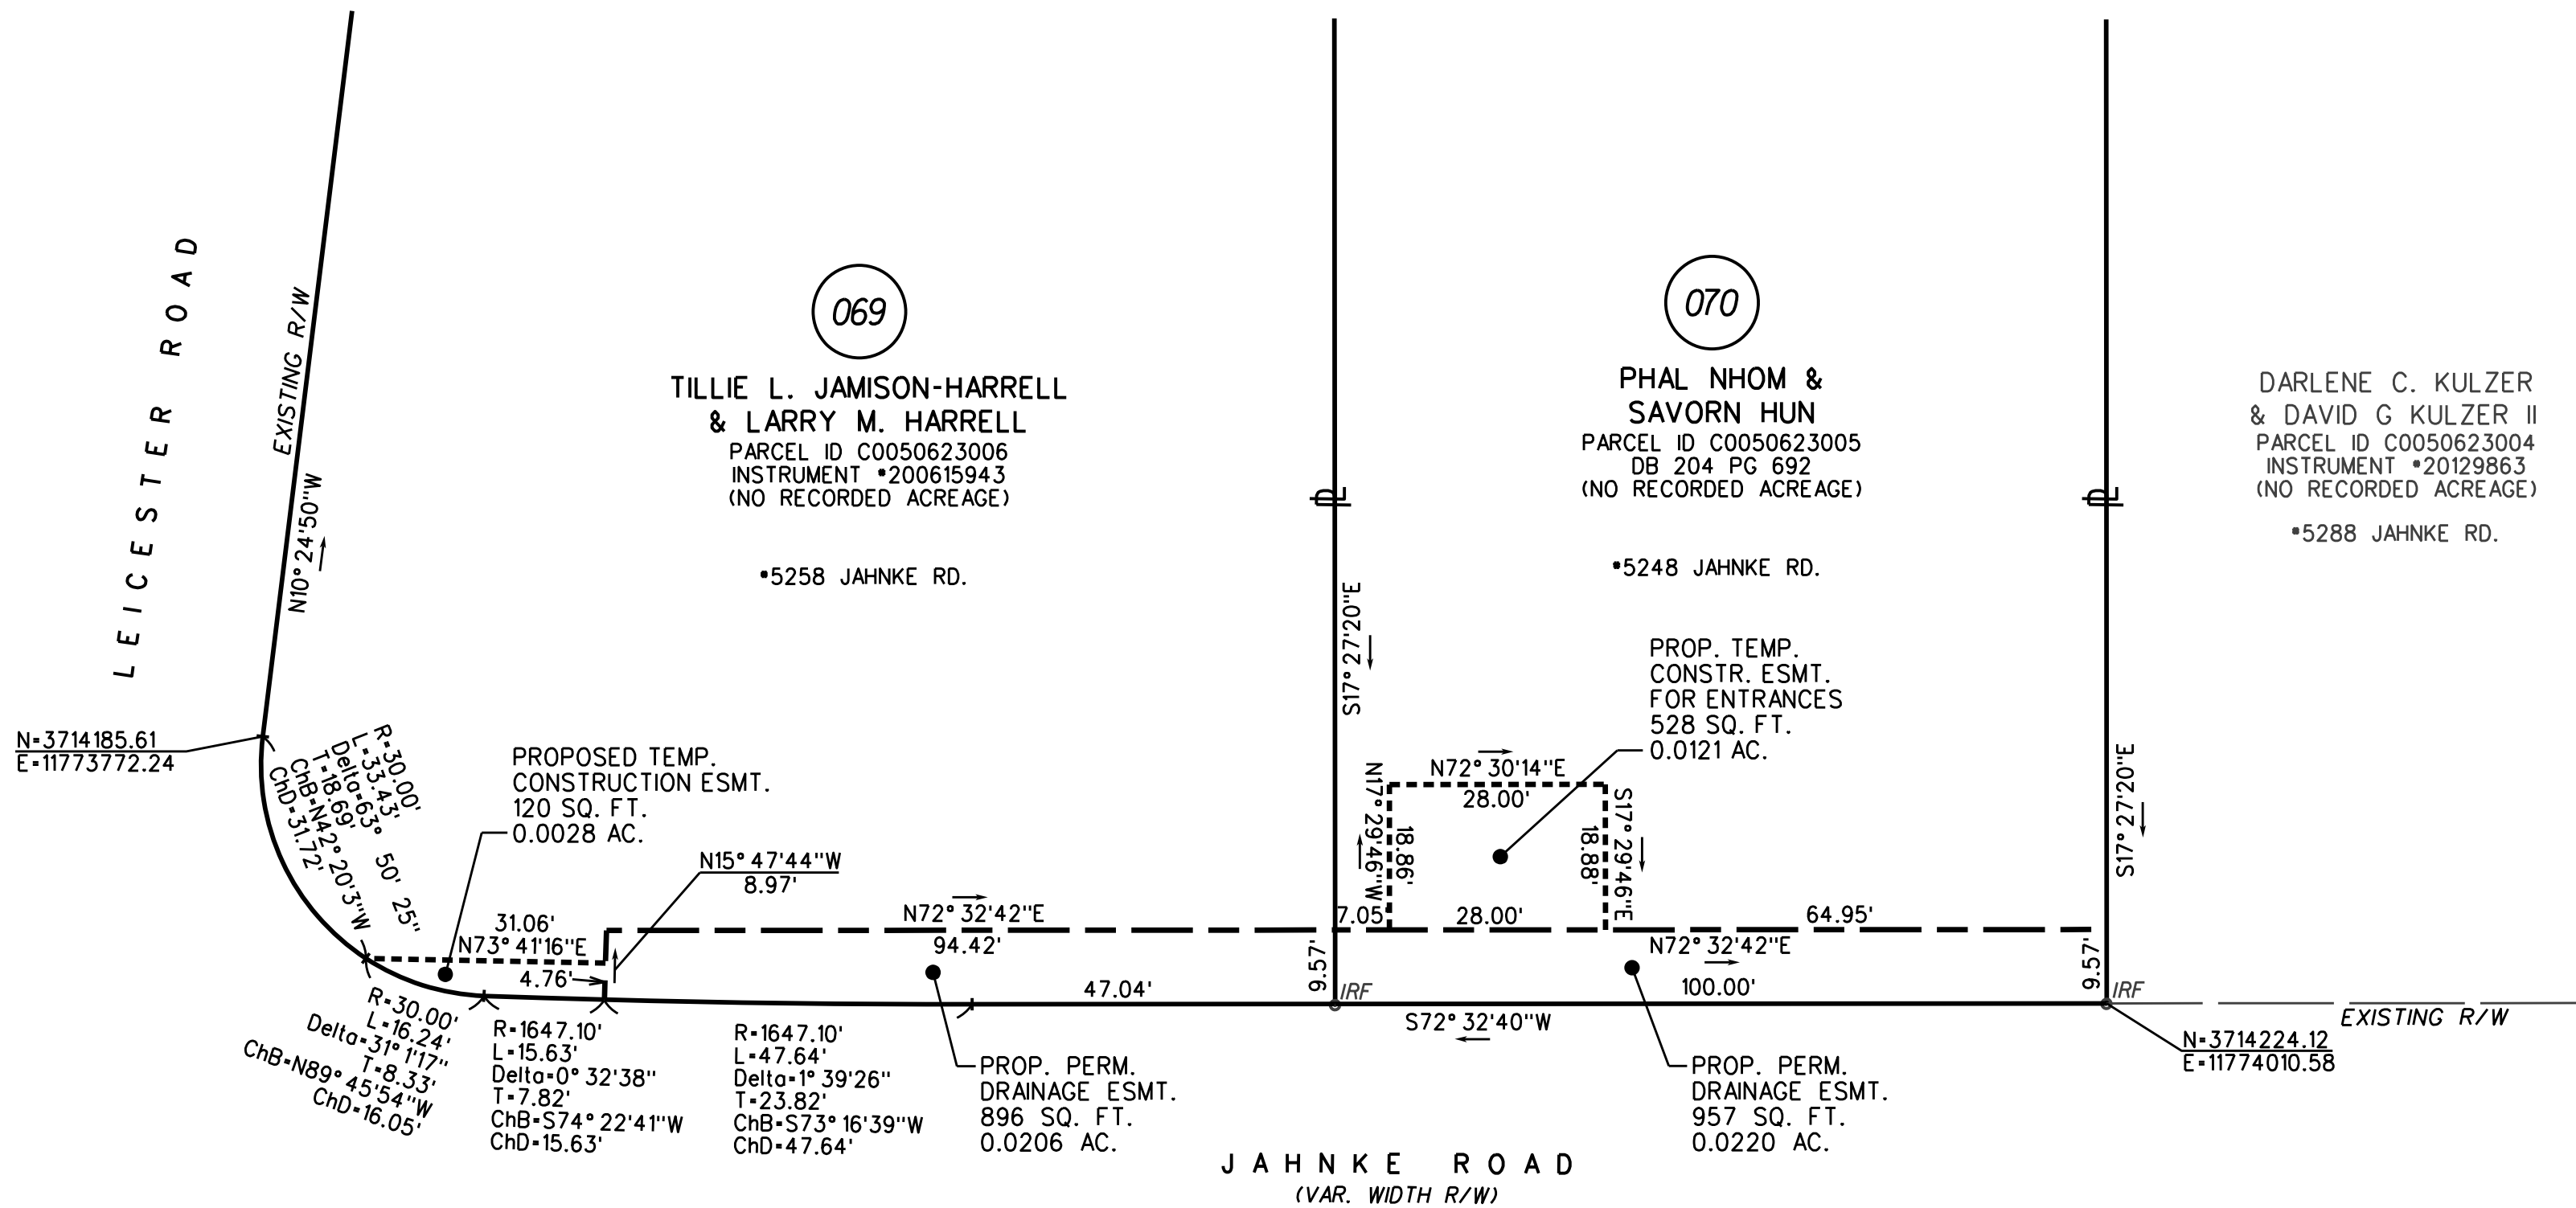 LEICESTER ROAD
EXISTING R/W
N10°24'50"W
069
TILLIE L. JAMISON-HARRELL
& LARRY M. HARRELL
PARCEL ID C0050623006
INSTRUMENT #200615943
(NO RECORDED ACREAGE)
#5258 JAHNKE RD.
070
PHAL NHOM &
SAVORN HUN
PARCEL ID C0050623005
DB 204 PG 692
(NO RECORDED ACREAGE)
#5248 JAHNKE RD.
DARLENE C. KULZER
& DAVID G KULZER II
PARCEL ID C0050623004
INSTRUMENT #20129863
(NO RECORDED ACREAGE)
#5288 JAHNKE RD.
PL
PL
S17°27'20"E
S17°27'20"E
PROP. TEMP.
CONSTR. ESMT.
FOR ENTRANCES
528 SQ. FT.
0.0121 AC.
N=3714185.61
E=11773772.24
R=30.00'
L=33.43'
Delta=63° 50' 25"
T=18.69'
ChB=N42°20'3"W
ChD=31.72'
PROPOSED TEMP.
CONSTRUCTION ESMT.
120 SQ. FT.
0.0028 AC.
N15°47'44"W
8.97'
31.06'
N73°41'16"E
4.76'
N72°32'42"E
94.42'
47.04'
9.57'
IRF
N72°30'14"E
28.00'
N17°29'46"W
18.86'
18.88'
S17°29'46"E
7.05'
28.00'
64.95'
N72°32'42"E
100.00'
9.57'
IRF
S72°32'40"W
EXISTING R/W
N=3714224.12
E=11774010.58
R=30.00'
L=16.24'
Delta=31°1'17"
T=8.33'
ChB=N89°45'54"W
ChD=16.05'
R=1647.10'
L=15.63'
Delta=0°32'38"
T=7.82'
ChB=S74°22'41"W
ChD=15.63'
R=1647.10'
L=47.64'
Delta=1°39'26"
T=23.82'
ChB=S73°16'39"W
ChD=47.64'
PROP. PERM.
DRAINAGE ESMT.
896 SQ. FT.
0.0206 AC.
PROP. PERM.
DRAINAGE ESMT.
957 SQ. FT.
0.0220 AC.
JAHNKE ROAD
(VAR. WIDTH R/W)